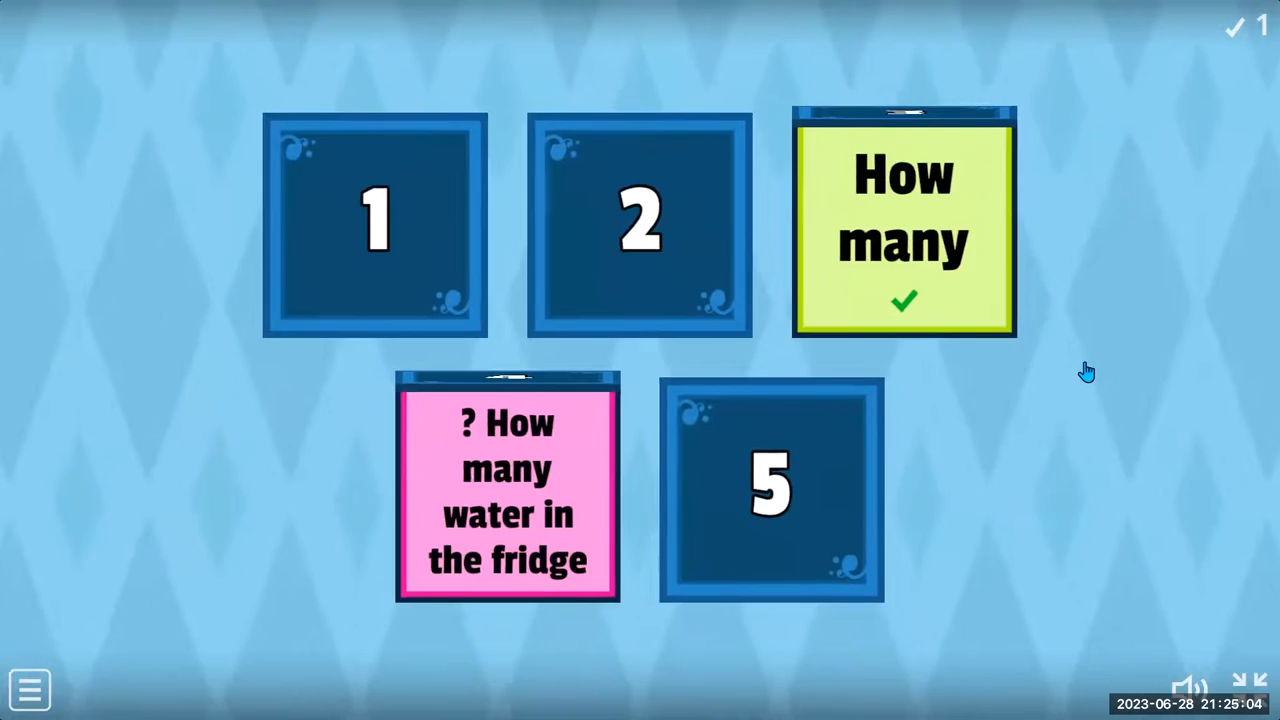 1
1
2
How
many
? How
many
water in
the fridge
5
2023-06-28 21:25:04